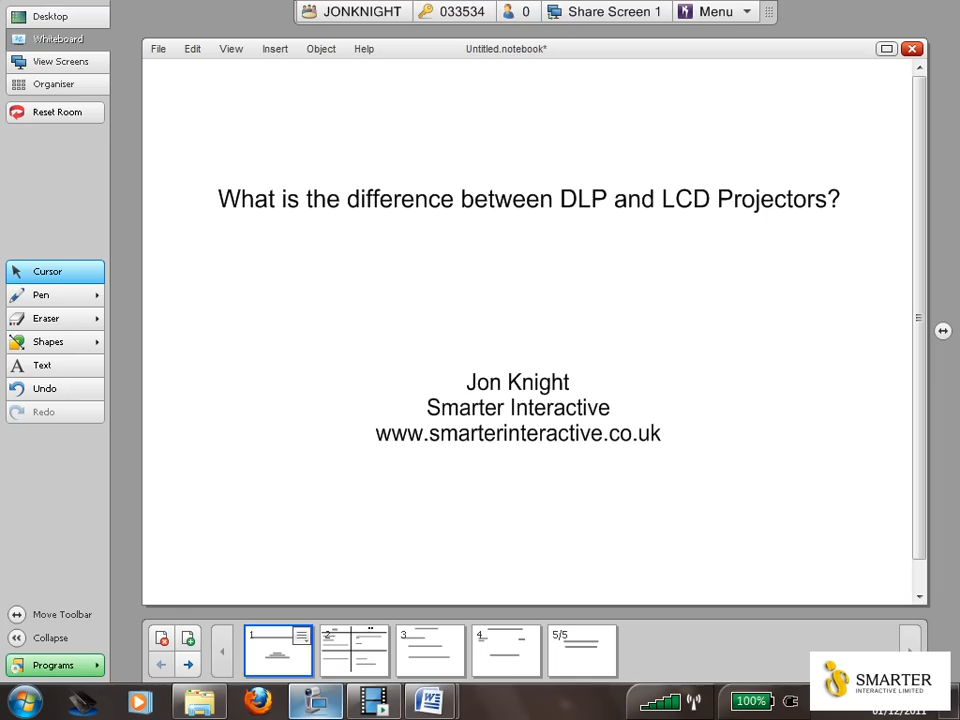 Desktop
Whiteboard
View Screens
Organiser
Reset Room
JONKNIGHT
033534
0
Share Screen 1
Menu
File Edit View Insert Object Help
Untitled.notebook*
What is the difference between DLP and LCD Projectors?
Jon Knight
Smarter Interactive
www.smarterinteractive.co.uk
Cursor
Pen
Eraser
Shapes
A Text
Undo
Redo
Move Toolbar
Collapse
Programs
1
2
3
4
5/5
100%
SMARTER
INTERACTIVE LIMITED
01/12/2011